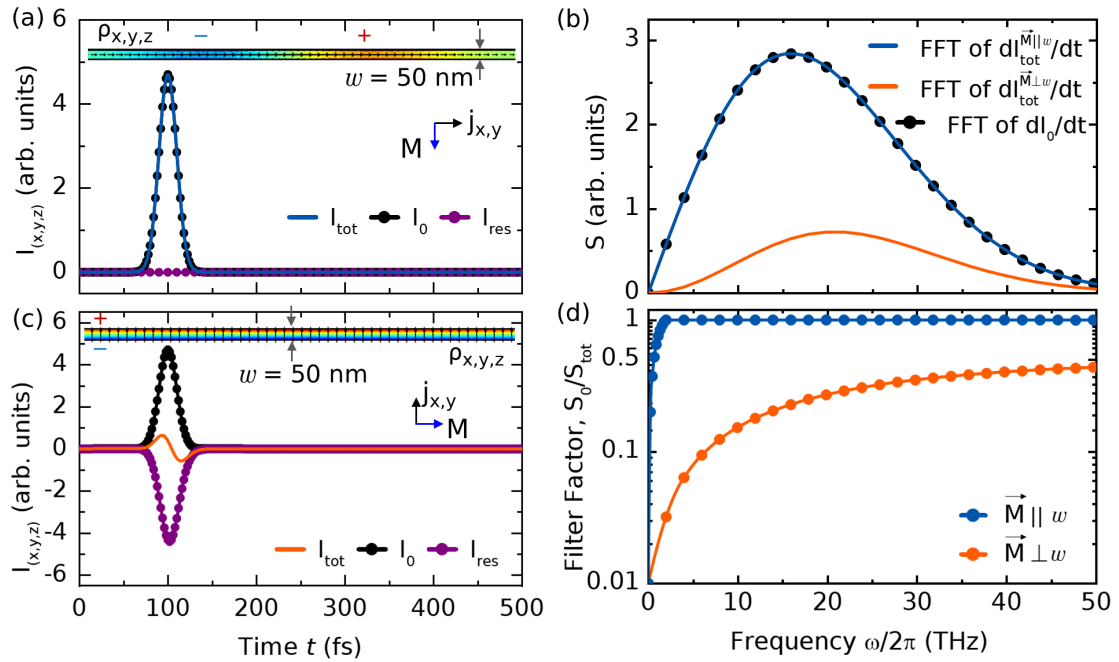 (a)
6
4
2
0
I(x,y,z) (arb. units)
ρx,y,z
−
+
w = 50 nm
jx,y
M
Itot I0 Ires
(b)
3
2
1
0
S (arb. units)
FFT of dItot^M⃗||w/dt
FFT of dItot^M⃗⊥w/dt
FFT of dI0/dt
(c)
6
4
2
0
-2
-4
-6
I(x,y,z) (arb. units)
+
−
ρx,y,z
w = 50 nm
jx,y
M
Itot I0 Ires
0 100 200 300 400 500
Time t (fs)
(d)
1
0.5
0.1
0.01
Filter Factor, S0/Stot
M⃗ || w
M⃗ ⊥ w
0 10 20 30 40 50
Frequency ω/2π (THz)